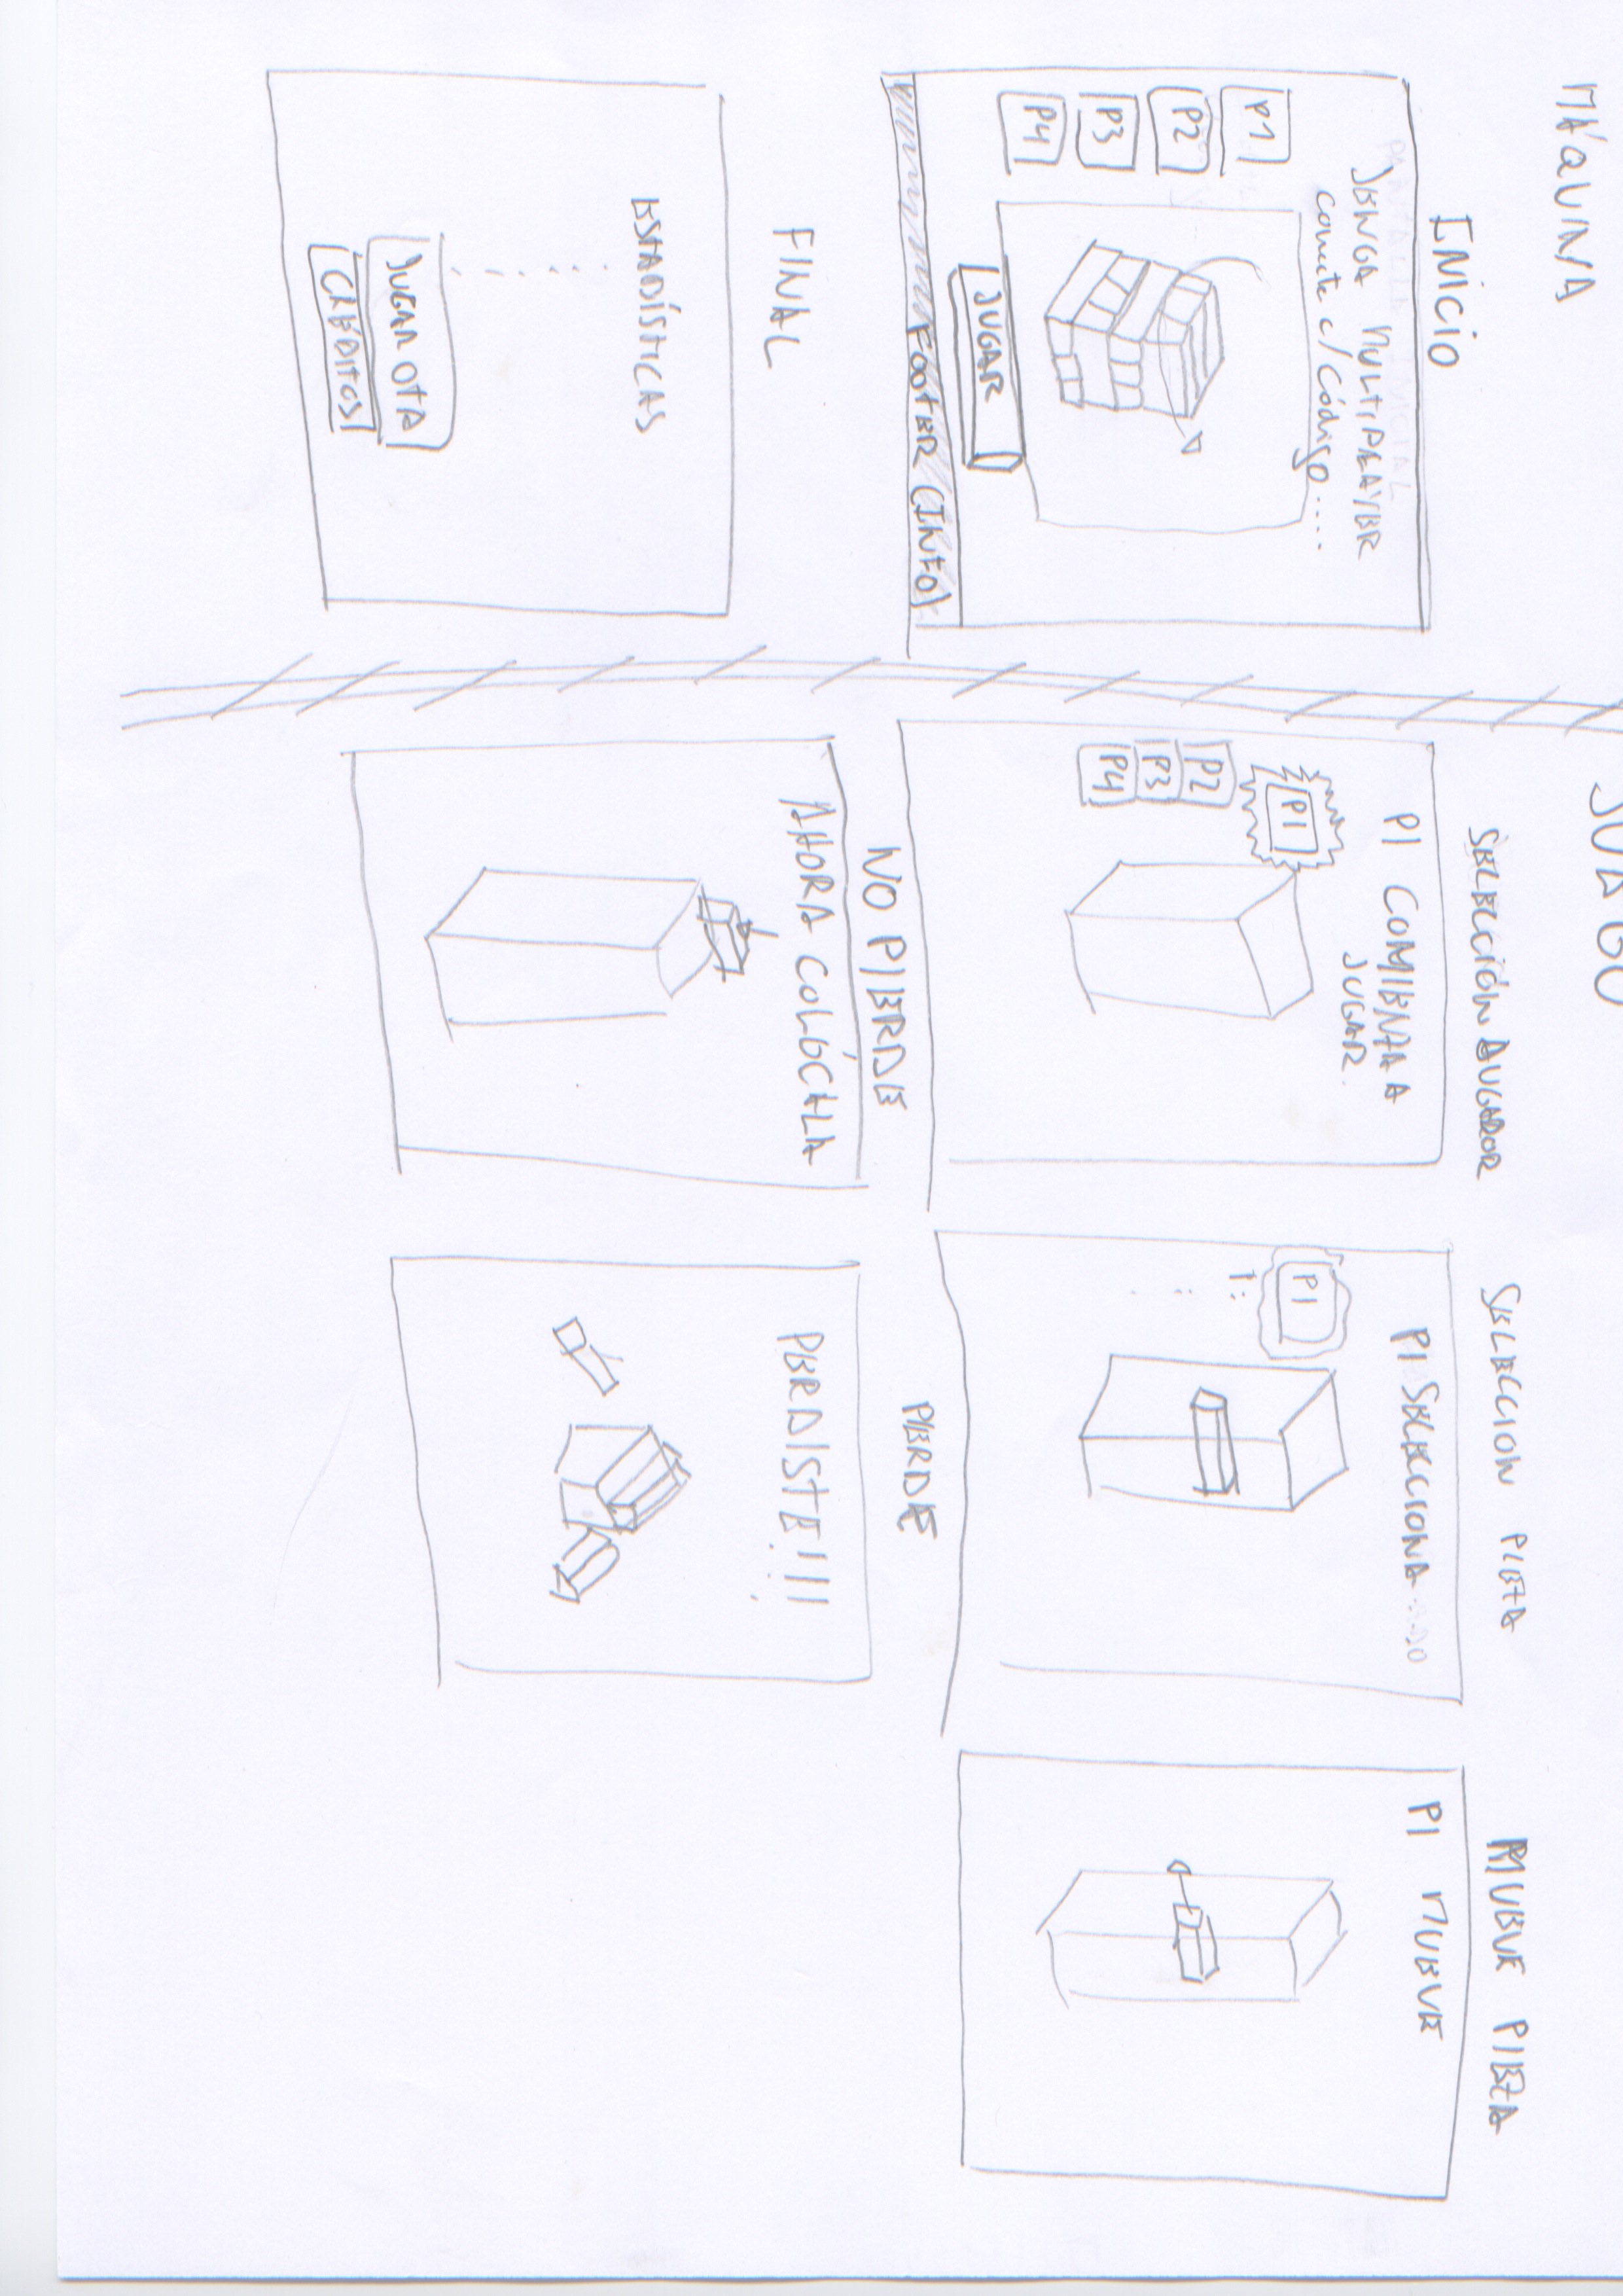 MÁQUINA
INICIO
JENGA MULTIPLAYER
conecte c/ código.....
P1
P2
P3
P4
JUGAR
FOOTER (INFO)
FINAL
ESTADÍSTICAS
JUGAR OTA
CRÉDITOS
JUEGO
SELECCIÓN JUGADOR
P1 COMIENZA A
JUGAR.
P1
P2
P3
P4
SELECCION PIEZA
P1 SELECCIONA
P1
MUEVE PIEZA
P1 MUEVE
NO PIERDE
AHORA COLÓCALA
PIERDE
PERDISTE!!!!